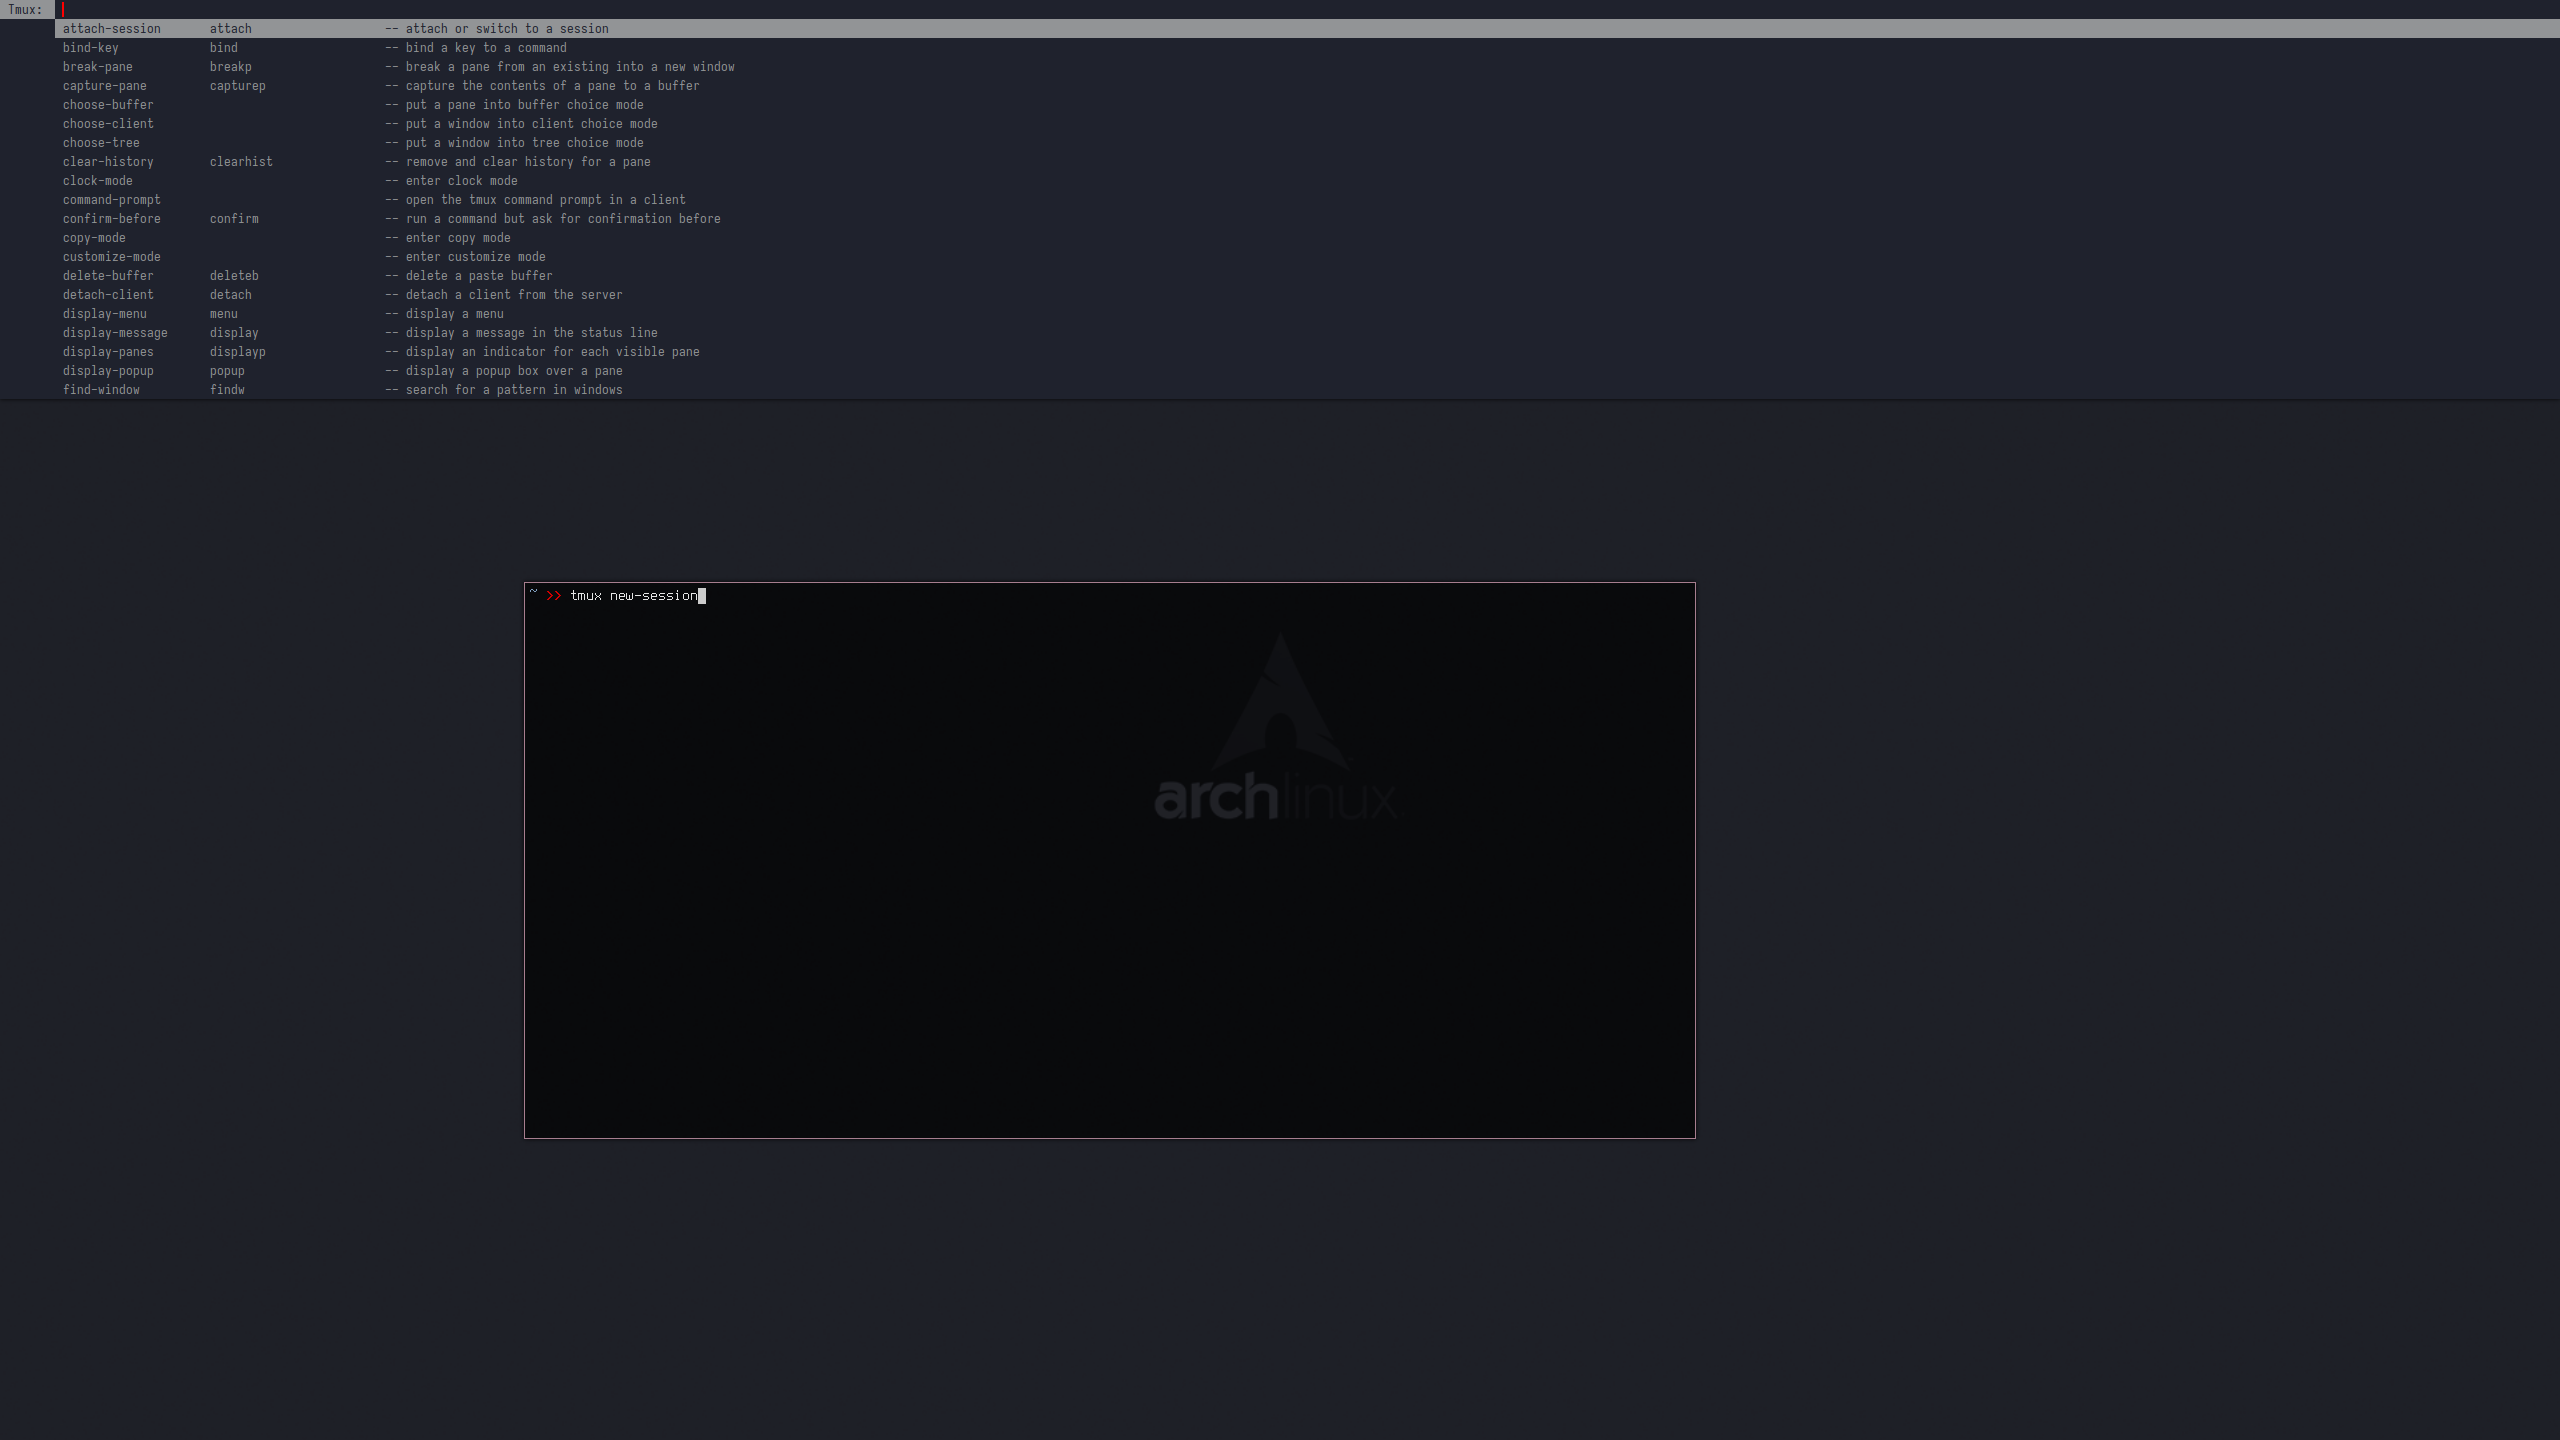 Tmux:
attach-session attach -- attach or switch to a session
bind-key bind -- bind a key to a command
break-pane breakp -- break a pane from an existing into a new window
capture-pane capturep -- capture the contents of a pane to a buffer
choose-buffer -- put a pane into buffer choice mode
choose-client -- put a window into client choice mode
choose-tree -- put a window into tree choice mode
clear-history clearhist -- remove and clear history for a pane
clock-mode -- enter clock mode
command-prompt -- open the tmux command prompt in a client
confirm-before confirm -- run a command but ask for confirmation before
copy-mode -- enter copy mode
customize-mode -- enter customize mode
delete-buffer deleteb -- delete a paste buffer
detach-client detach -- detach a client from the server
display-menu menu -- display a menu
display-message display -- display a message in the status line
display-panes displayp -- display an indicator for each visible pane
display-popup popup -- display a popup box over a pane
find-window findw -- search for a pattern in windows
~ >> tmux new-session
archlinux